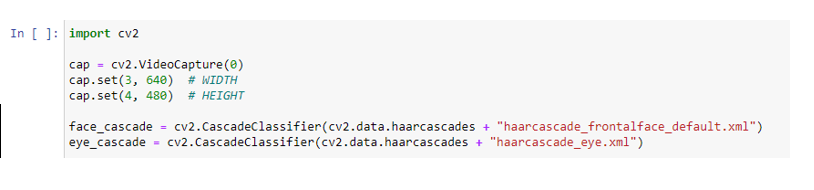 In [ ]: import cv2
cap = cv2.VideoCapture(0)
cap.set(3, 640)  # WIDTH
cap.set(4, 480)  # HEIGHT
face_cascade = cv2.CascadeClassifier(cv2.data.haarcascades + "haarcascade_frontalface_default.xml")
eye_cascade = cv2.CascadeClassifier(cv2.data.haarcascades + "haarcascade_eye.xml")